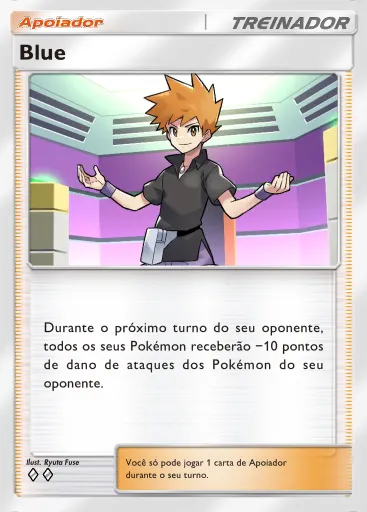 Apoiador
TREINADOR
Blue
Durante o próximo turno do seu oponente,
todos os seus Pokémon receberão −10 pontos
de dano de ataques dos Pokémon do seu
oponente.
Ilust. Ryuta Fuse
Você só pode jogar 1 carta de Apoiador
durante o seu turno.